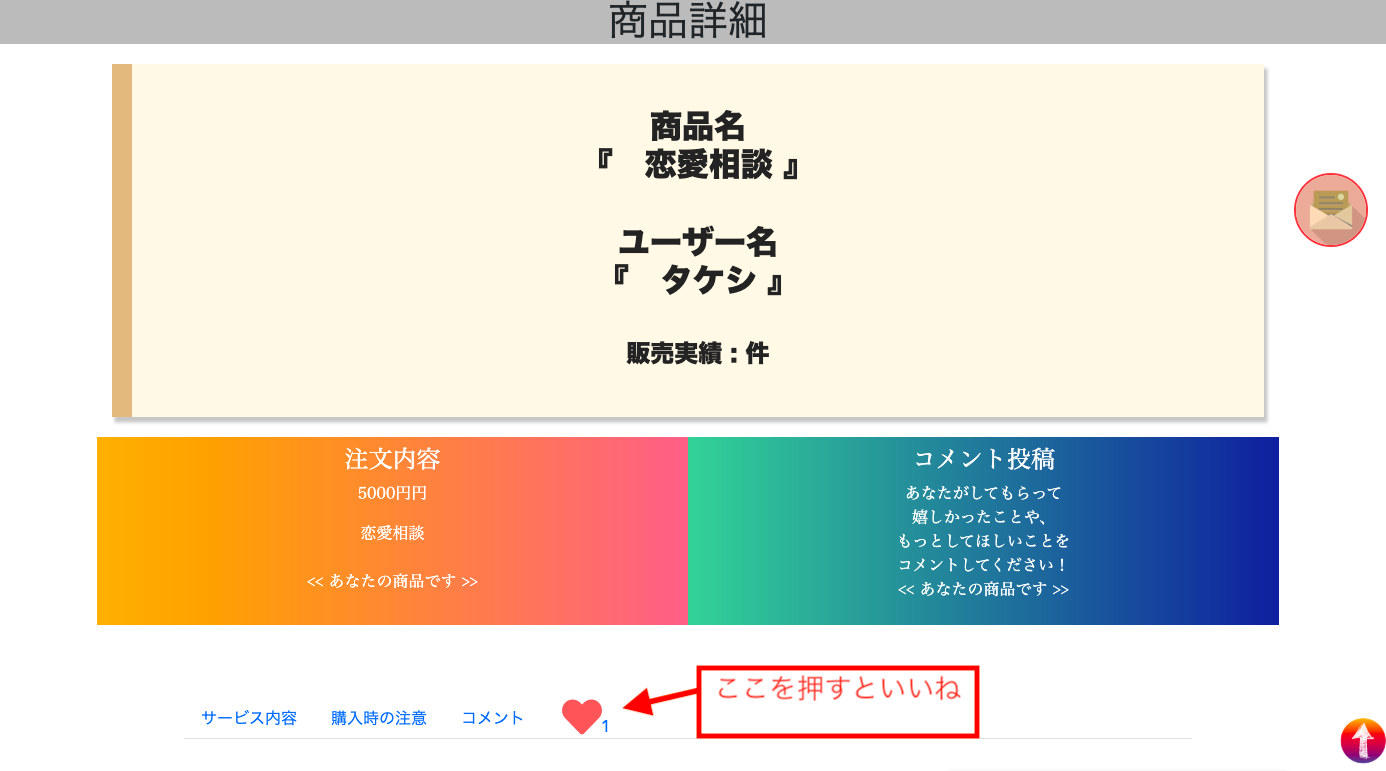 商品詳細
商品名
『　恋愛相談 』
ユーザー名
『　タケシ 』
販売実績：件
注文内容
5000円円
恋愛相談
<< あなたの商品です >>
コメント投稿
あなたがしてもらって
嬉しかったことや、
もっとしてほしいことを
コメントしてください！
<< あなたの商品です >>
ここを押すといいね
サービス内容 購入時の注意 コメント 1